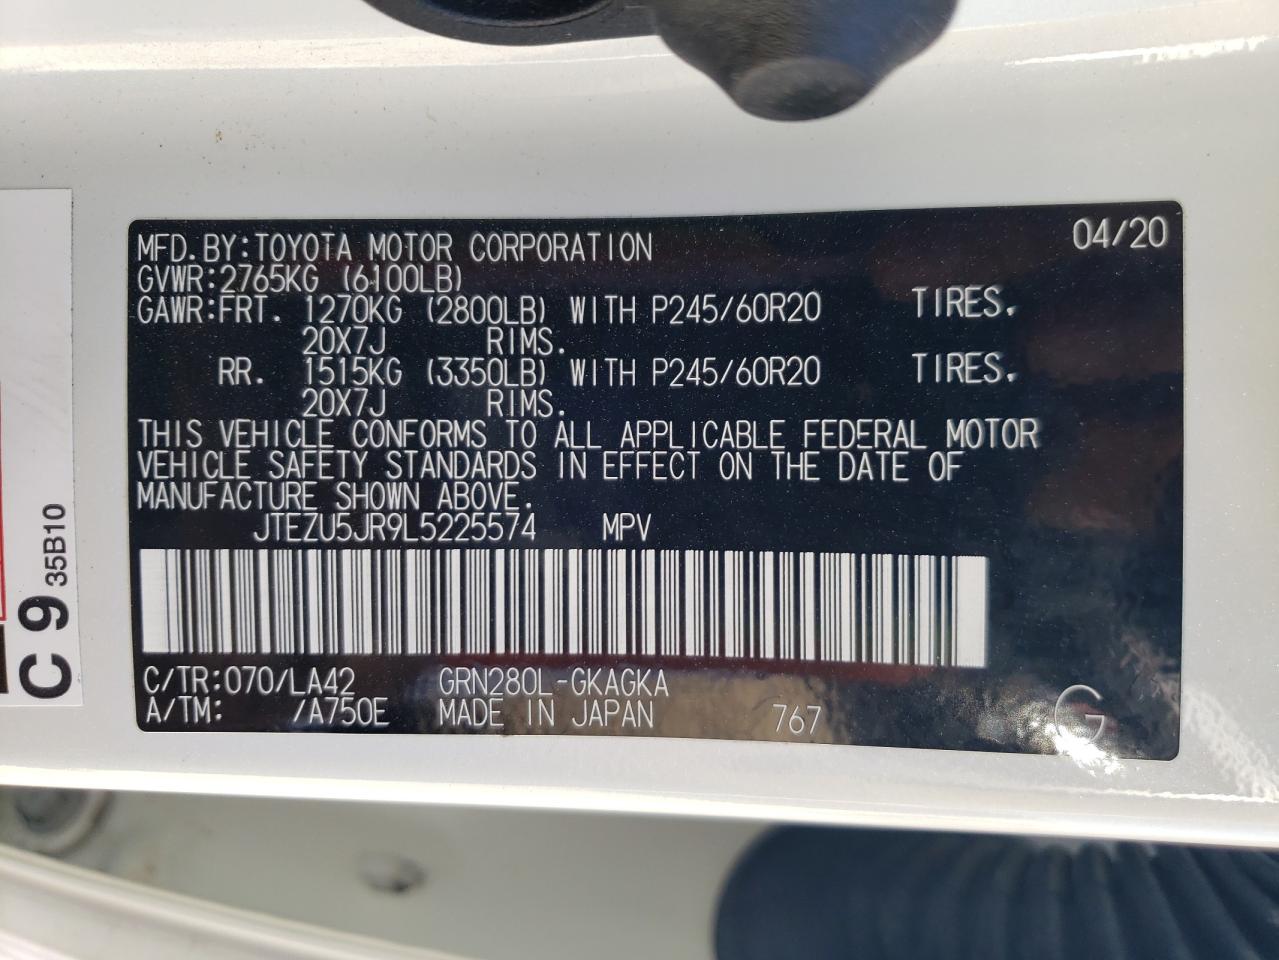 MFD.BY:TOYOTA MOTOR CORPORATION 04/20
GVWR:2765KG (6100LB)
GAWR:FRT. 1270KG (2800LB) WITH P245/60R20 TIRES.
20X7J RIMS.
RR. 1515KG (3350LB) WITH P245/60R20 TIRES.
20X7J RIMS.
THIS VEHICLE CONFORMS TO ALL APPLICABLE FEDERAL MOTOR
VEHICLE SAFETY STANDARDS IN EFFECT ON THE DATE OF
MANUFACTURE SHOWN ABOVE.
JTEZU5JR9L5225574 MPV
C/TR:070/LA42 GRN280L-GKAGKA
A/TM: /A750E MADE IN JAPAN 767 G
C 9 35B10